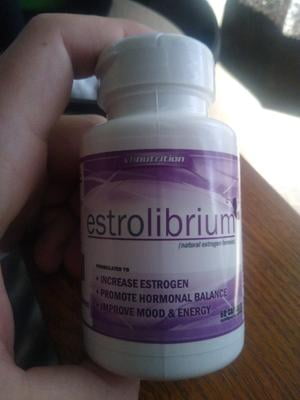 nutrition
estrolibrium
(natural estrogen formula)
FORMULATED TO
• INCREASE ESTROGEN
• PROMOTE HORMONAL BALANCE
• IMPROVE MOOD & ENERGY